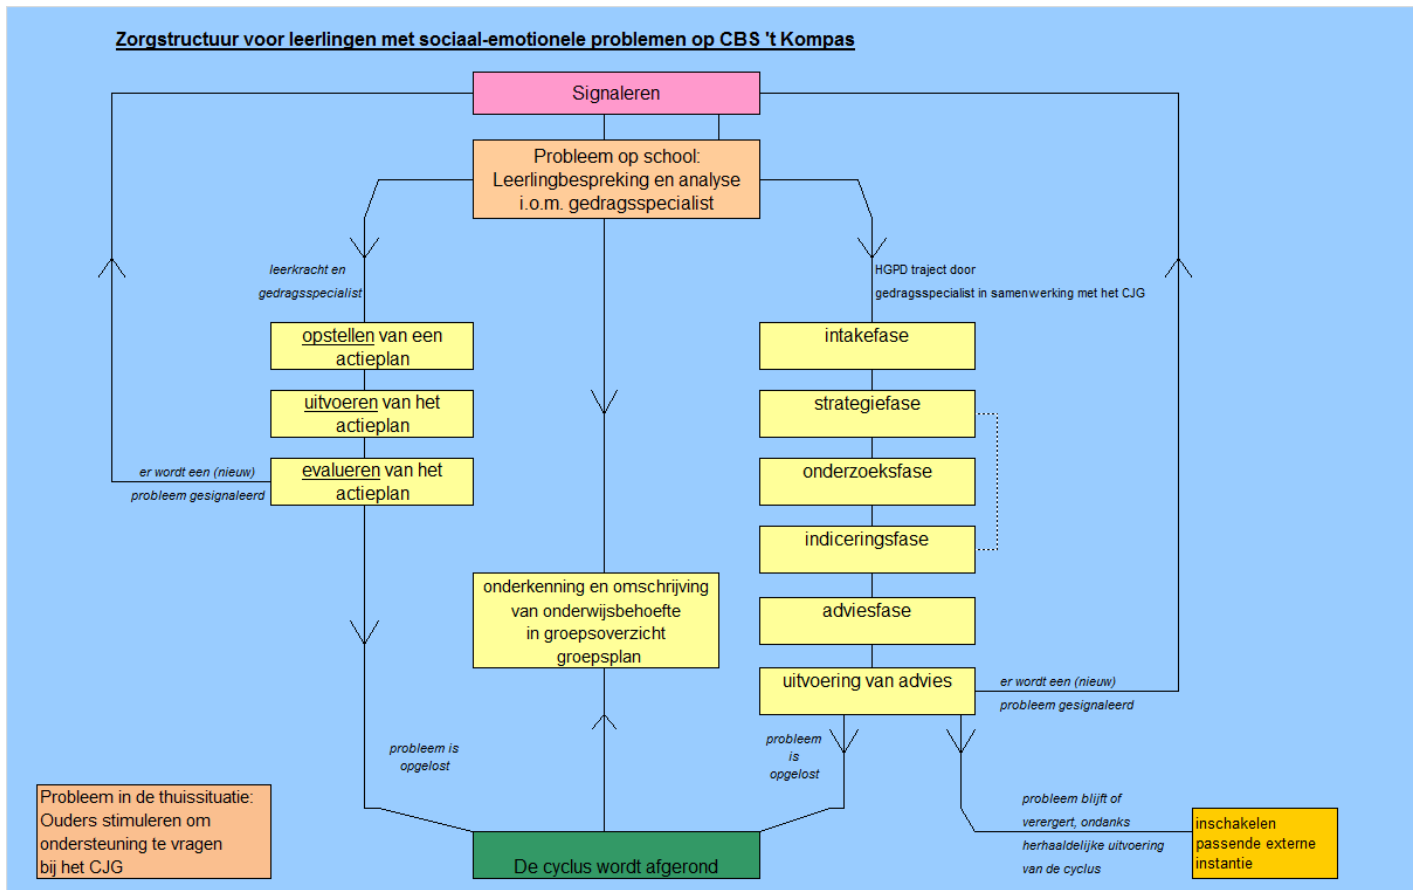 Zorgstructuur voor leerlingen met sociaal-emotionele problemen op CBS 't Kompas
Signaleren
Probleem op school:
Leerlingbespreking en analyse
i.o.m. gedragsspecialist
leerkracht en
gedragsspecialist
HGPD traject door
gedragsspecialist in samenwerking met het CJG
opstellen van een
actieplan
uitvoeren van het
actieplan
evalueren van het
actieplan
er wordt een (nieuw)
probleem gesignaleerd
intakefase
strategiefase
onderzoeksfase
indiceringsfase
adviesfase
uitvoering van advies
er wordt een (nieuw)
probleem gesignaleerd
onderkenning en omschrijving
van onderwijsbehoefte
in groepsoverzicht
groepsplan
probleem is
opgelost
probleem
is
opgelost
Probleem in de thuissituatie:
Ouders stimuleren om
ondersteuning te vragen
bij het CJG
De cyclus wordt afgerond
probleem blijft of
verergert, ondanks
herhaaldelijke uitvoering
van de cyclus
inschakelen
passende externe
instantie